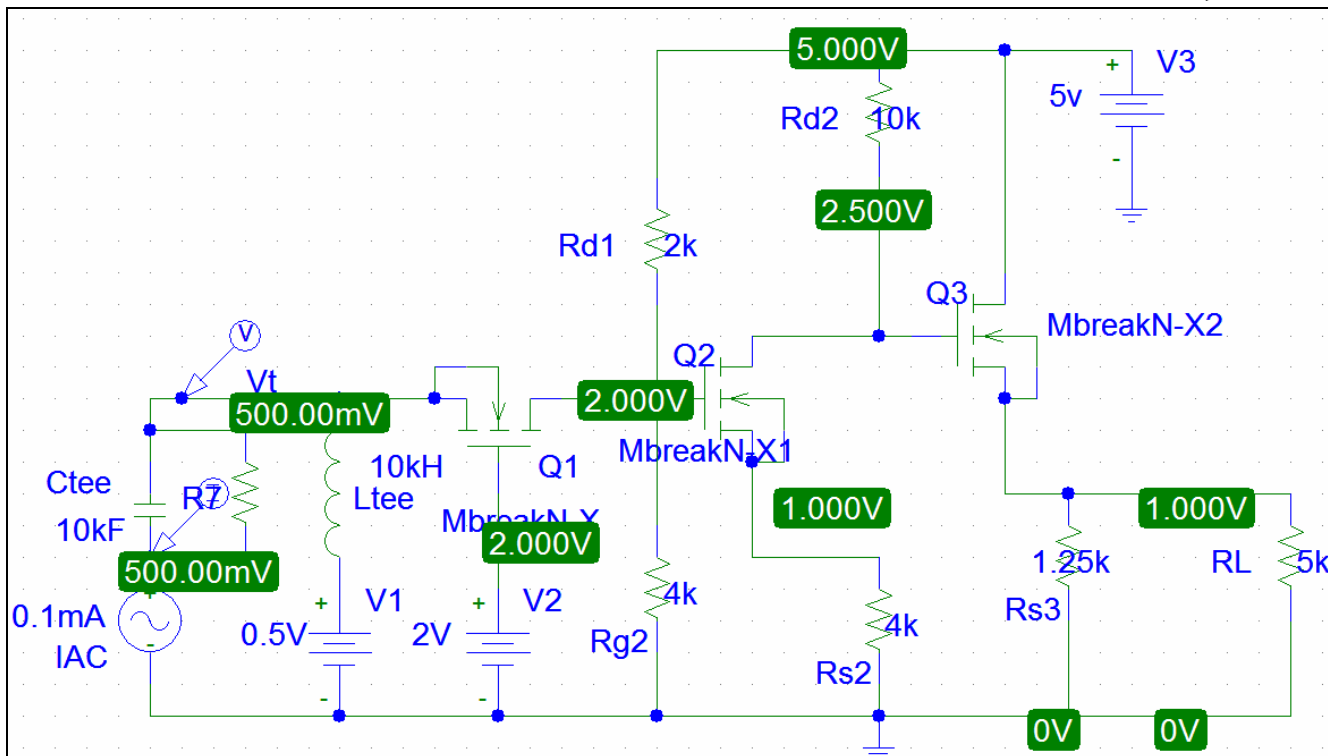 5.000V
V3
5v
Rd2
10k
2.500V
Rd1
2k
Q3
MbreakN-X2
V
Vt
Q2
500.00mV
2.000V
MbreakN-X1
10kH
Q1
Ctee
R7
I
Ltee
1.000V
1.000V
10kF
MbreakN-X
2.000V
500.00mV
1.25k
RL
5k
V1
V2
4k
Rs3
0.1mA
0.5V
2V
4k
Rg2
IAC
Rs2
0V
0V